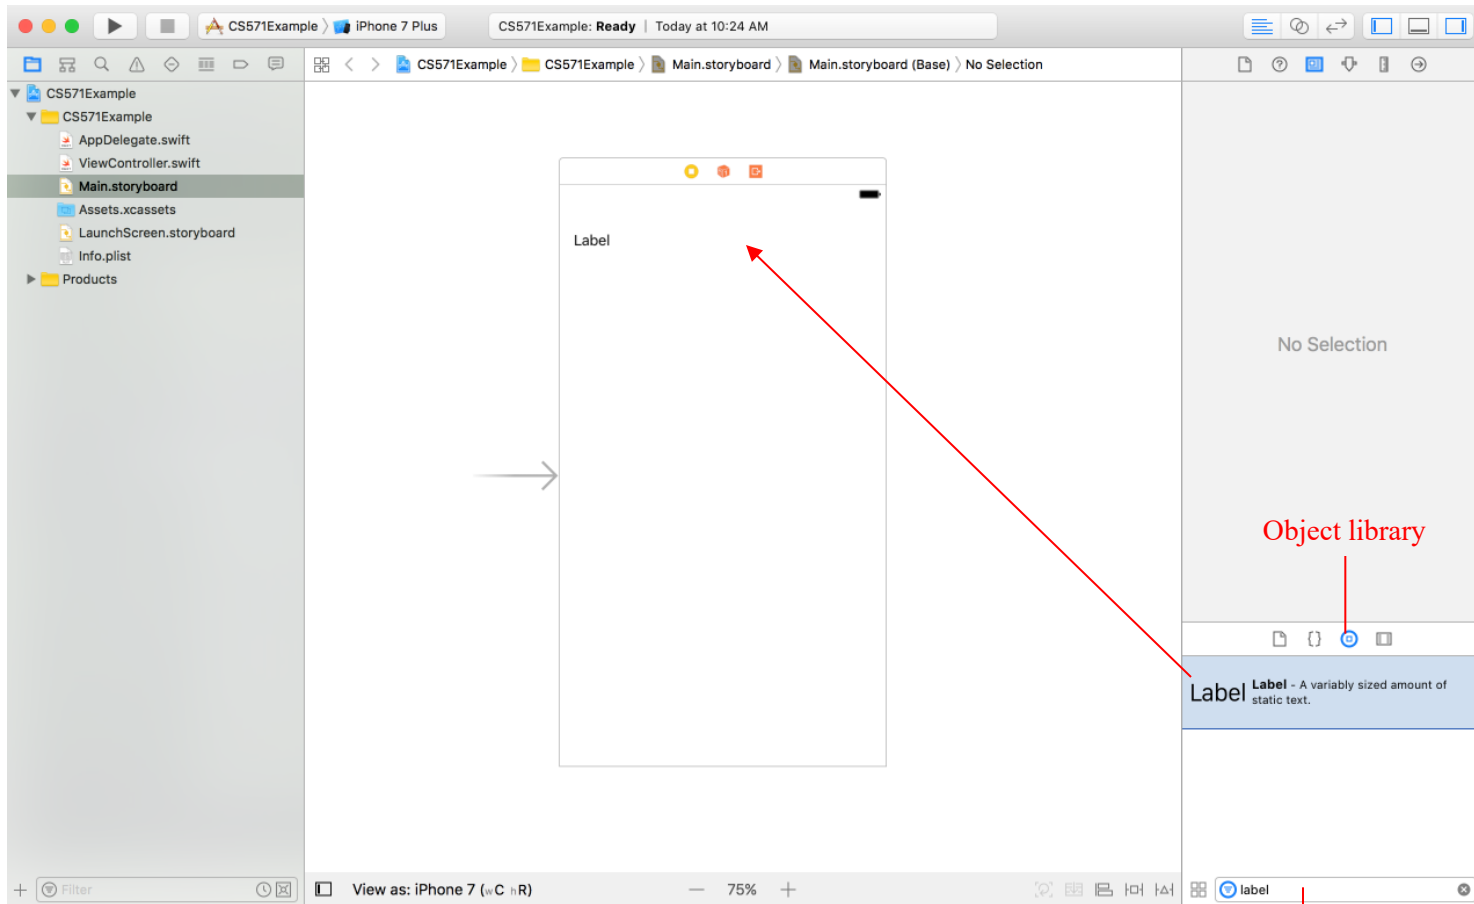 CS571Example 〉 iPhone 7 Plus
CS571Example: Ready | Today at 10:24 AM
CS571Example 〉 CS571Example 〉 Main.storyboard 〉 Main.storyboard (Base) 〉 No Selection
CS571Example
CS571Example
AppDelegate.swift
ViewController.swift
Main.storyboard
Assets.xcassets
LaunchScreen.storyboard
Info.plist
Products
Label
No Selection
Object library
{}
Label
Label - A variably sized amount of
static text.
Filter
View as: iPhone 7 (wC hR)
— 75% +
label